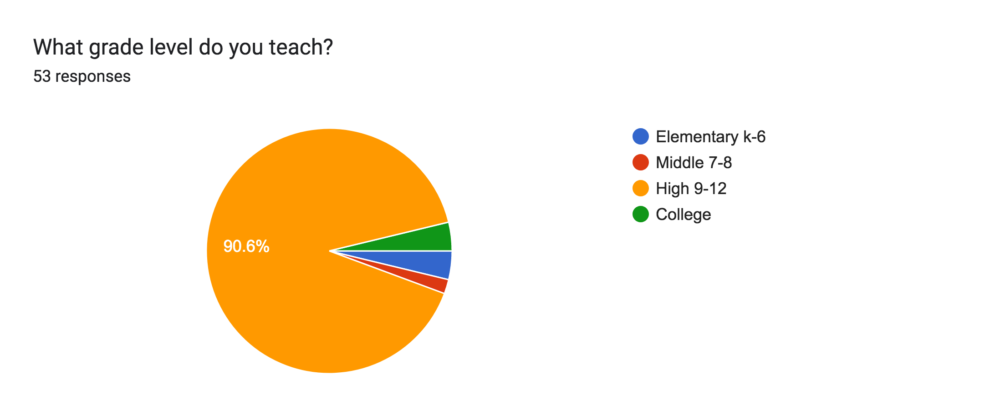 What grade level do you teach?
53 responses
90.6%
Elementary k-6
Middle 7-8
High 9-12
College